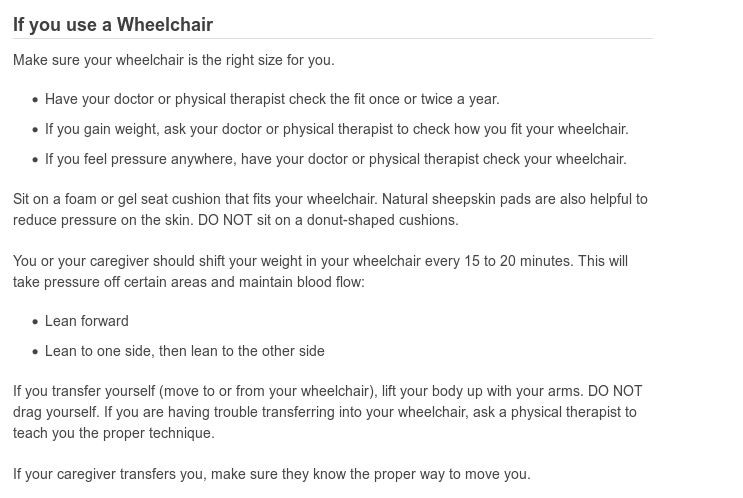 If you use a Wheelchair
Make sure your wheelchair is the right size for you.
• Have your doctor or physical therapist check the fit once or twice a year.
• If you gain weight, ask your doctor or physical therapist to check how you fit your wheelchair.
• If you feel pressure anywhere, have your doctor or physical therapist check your wheelchair.
Sit on a foam or gel seat cushion that fits your wheelchair. Natural sheepskin pads are also helpful to
reduce pressure on the skin. DO NOT sit on a donut-shaped cushions.
You or your caregiver should shift your weight in your wheelchair every 15 to 20 minutes. This will
take pressure off certain areas and maintain blood flow:
• Lean forward
• Lean to one side, then lean to the other side
If you transfer yourself (move to or from your wheelchair), lift your body up with your arms. DO NOT
drag yourself. If you are having trouble transferring into your wheelchair, ask a physical therapist to
teach you the proper technique.
If your caregiver transfers you, make sure they know the proper way to move you.